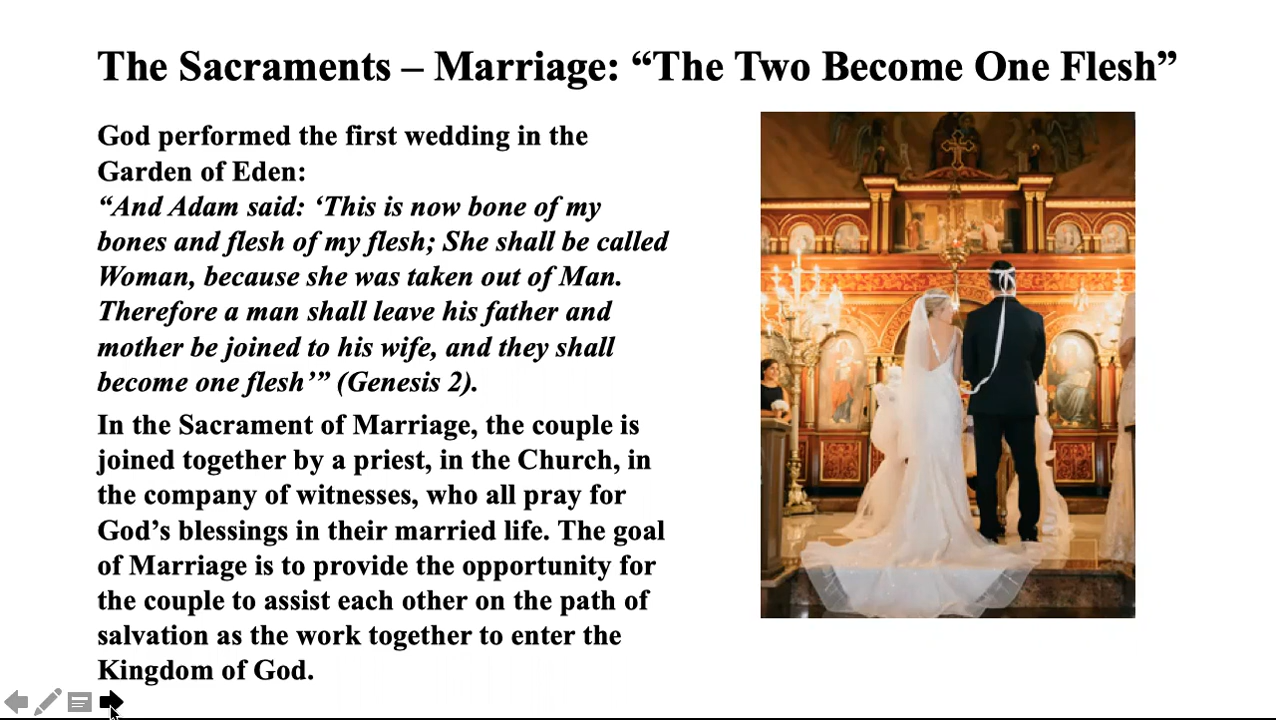 The Sacraments – Marriage: “The Two Become One Flesh”
God performed the first wedding in the
Garden of Eden:
“And Adam said: ‘This is now bone of my
bones and flesh of my flesh; She shall be called
Woman, because she was taken out of Man.
Therefore a man shall leave his father and
mother be joined to his wife, and they shall
become one flesh’” (Genesis 2).
In the Sacrament of Marriage, the couple is
joined together by a priest, in the Church, in
the company of witnesses, who all pray for
God’s blessings in their married life. The goal
of Marriage is to provide the opportunity for
the couple to assist each other on the path of
salvation as the work together to enter the
Kingdom of God.